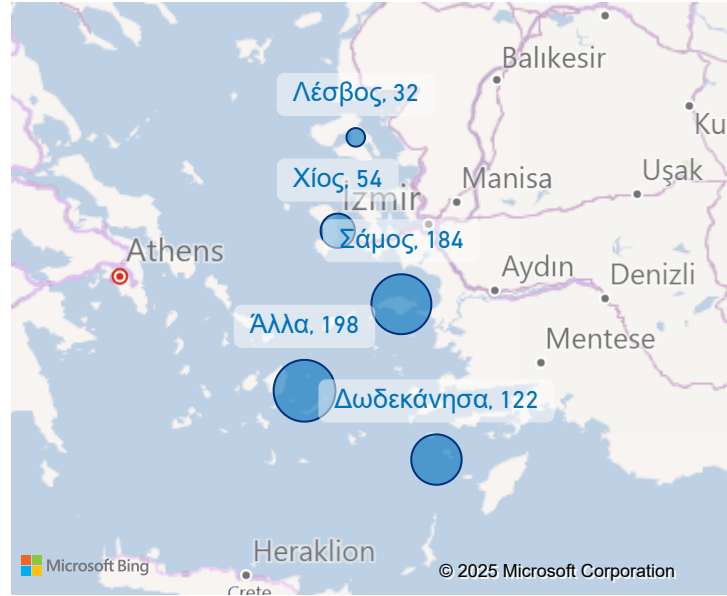 Balıkesir
Λέσβος, 32
Ku
Χίος, 54
Uşak
Manisa
İzmir
Σάμος, 184
Athens
Aydın
Denizli
Άλλα, 198
Mentese
Δωδεκάνησα, 122
Heraklion
Microsoft Bing
© 2025 Microsoft Corporation
Crete